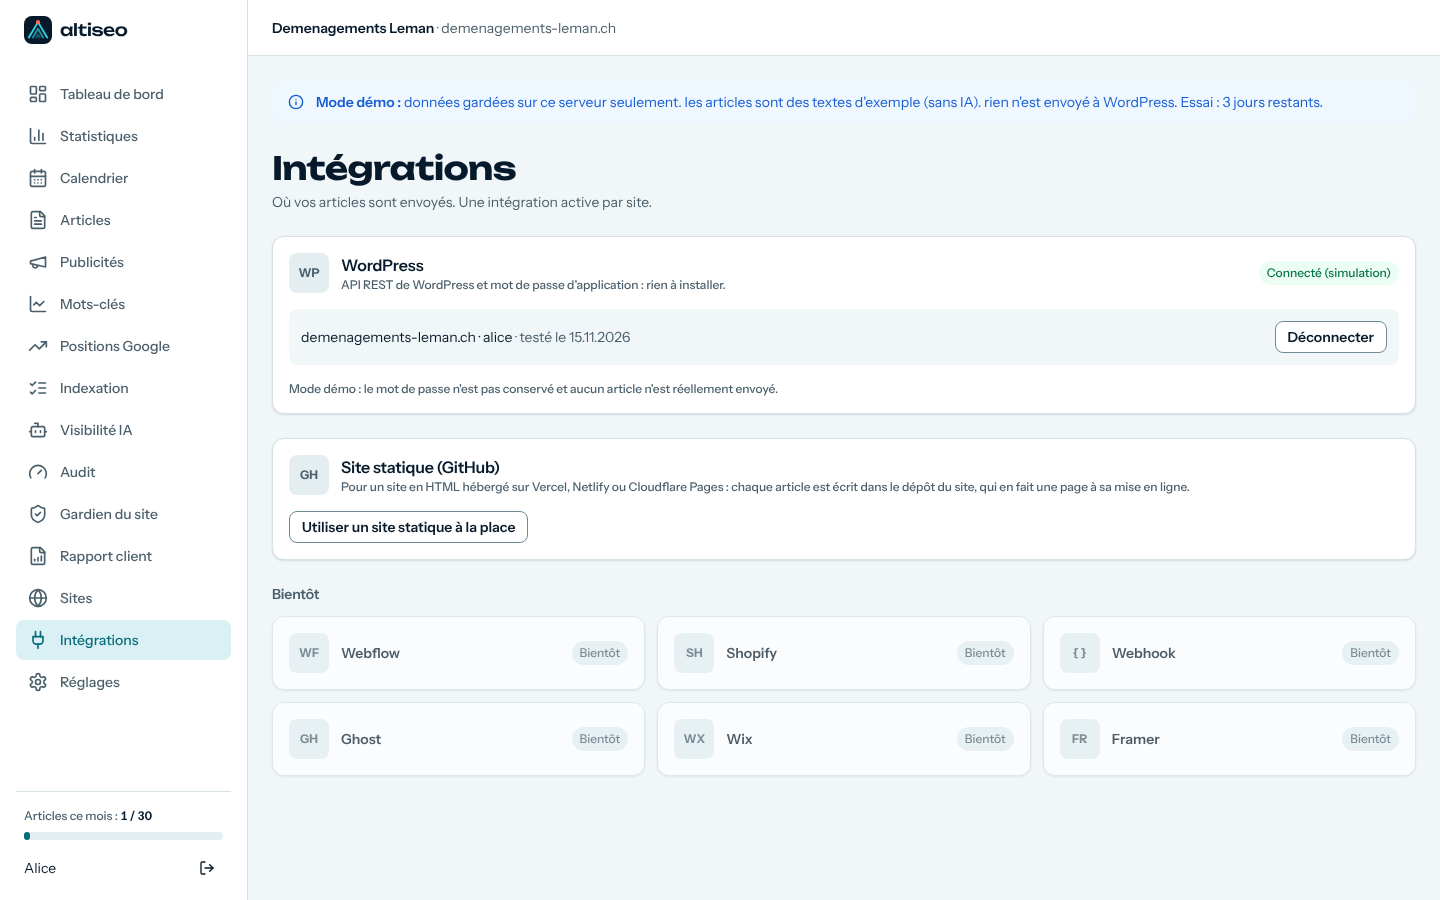 altiseo
Demenagements Leman · demenagements-leman.ch
Tableau de bord
Statistiques
Calendrier
Articles
Publicités
Mots-clés
Positions Google
Indexation
Visibilité IA
Audit
Gardien du site
Rapport client
Sites
Intégrations
Réglages
Articles ce mois : 1 / 30
Alice
Mode démo : données gardées sur ce serveur seulement. les articles sont des textes d'exemple (sans IA). rien n'est envoyé à WordPress. Essai : 3 jours restants.
Intégrations
Où vos articles sont envoyés. Une intégration active par site.
WP
WordPress
API REST de WordPress et mot de passe d'application : rien à installer.
Connecté (simulation)
demenagements-leman.ch · alice · testé le 15.11.2026
Déconnecter
Mode démo : le mot de passe n'est pas conservé et aucun article n'est réellement envoyé.
GH
Site statique (GitHub)
Pour un site en HTML hébergé sur Vercel, Netlify ou Cloudflare Pages : chaque article est écrit dans le dépôt du site, qui en fait une page à sa mise en ligne.
Utiliser un site statique à la place
Bientôt
WF Webflow Bientôt
SH Shopify Bientôt
{ } Webhook Bientôt
GH Ghost Bientôt
WX Wix Bientôt
FR Framer Bientôt